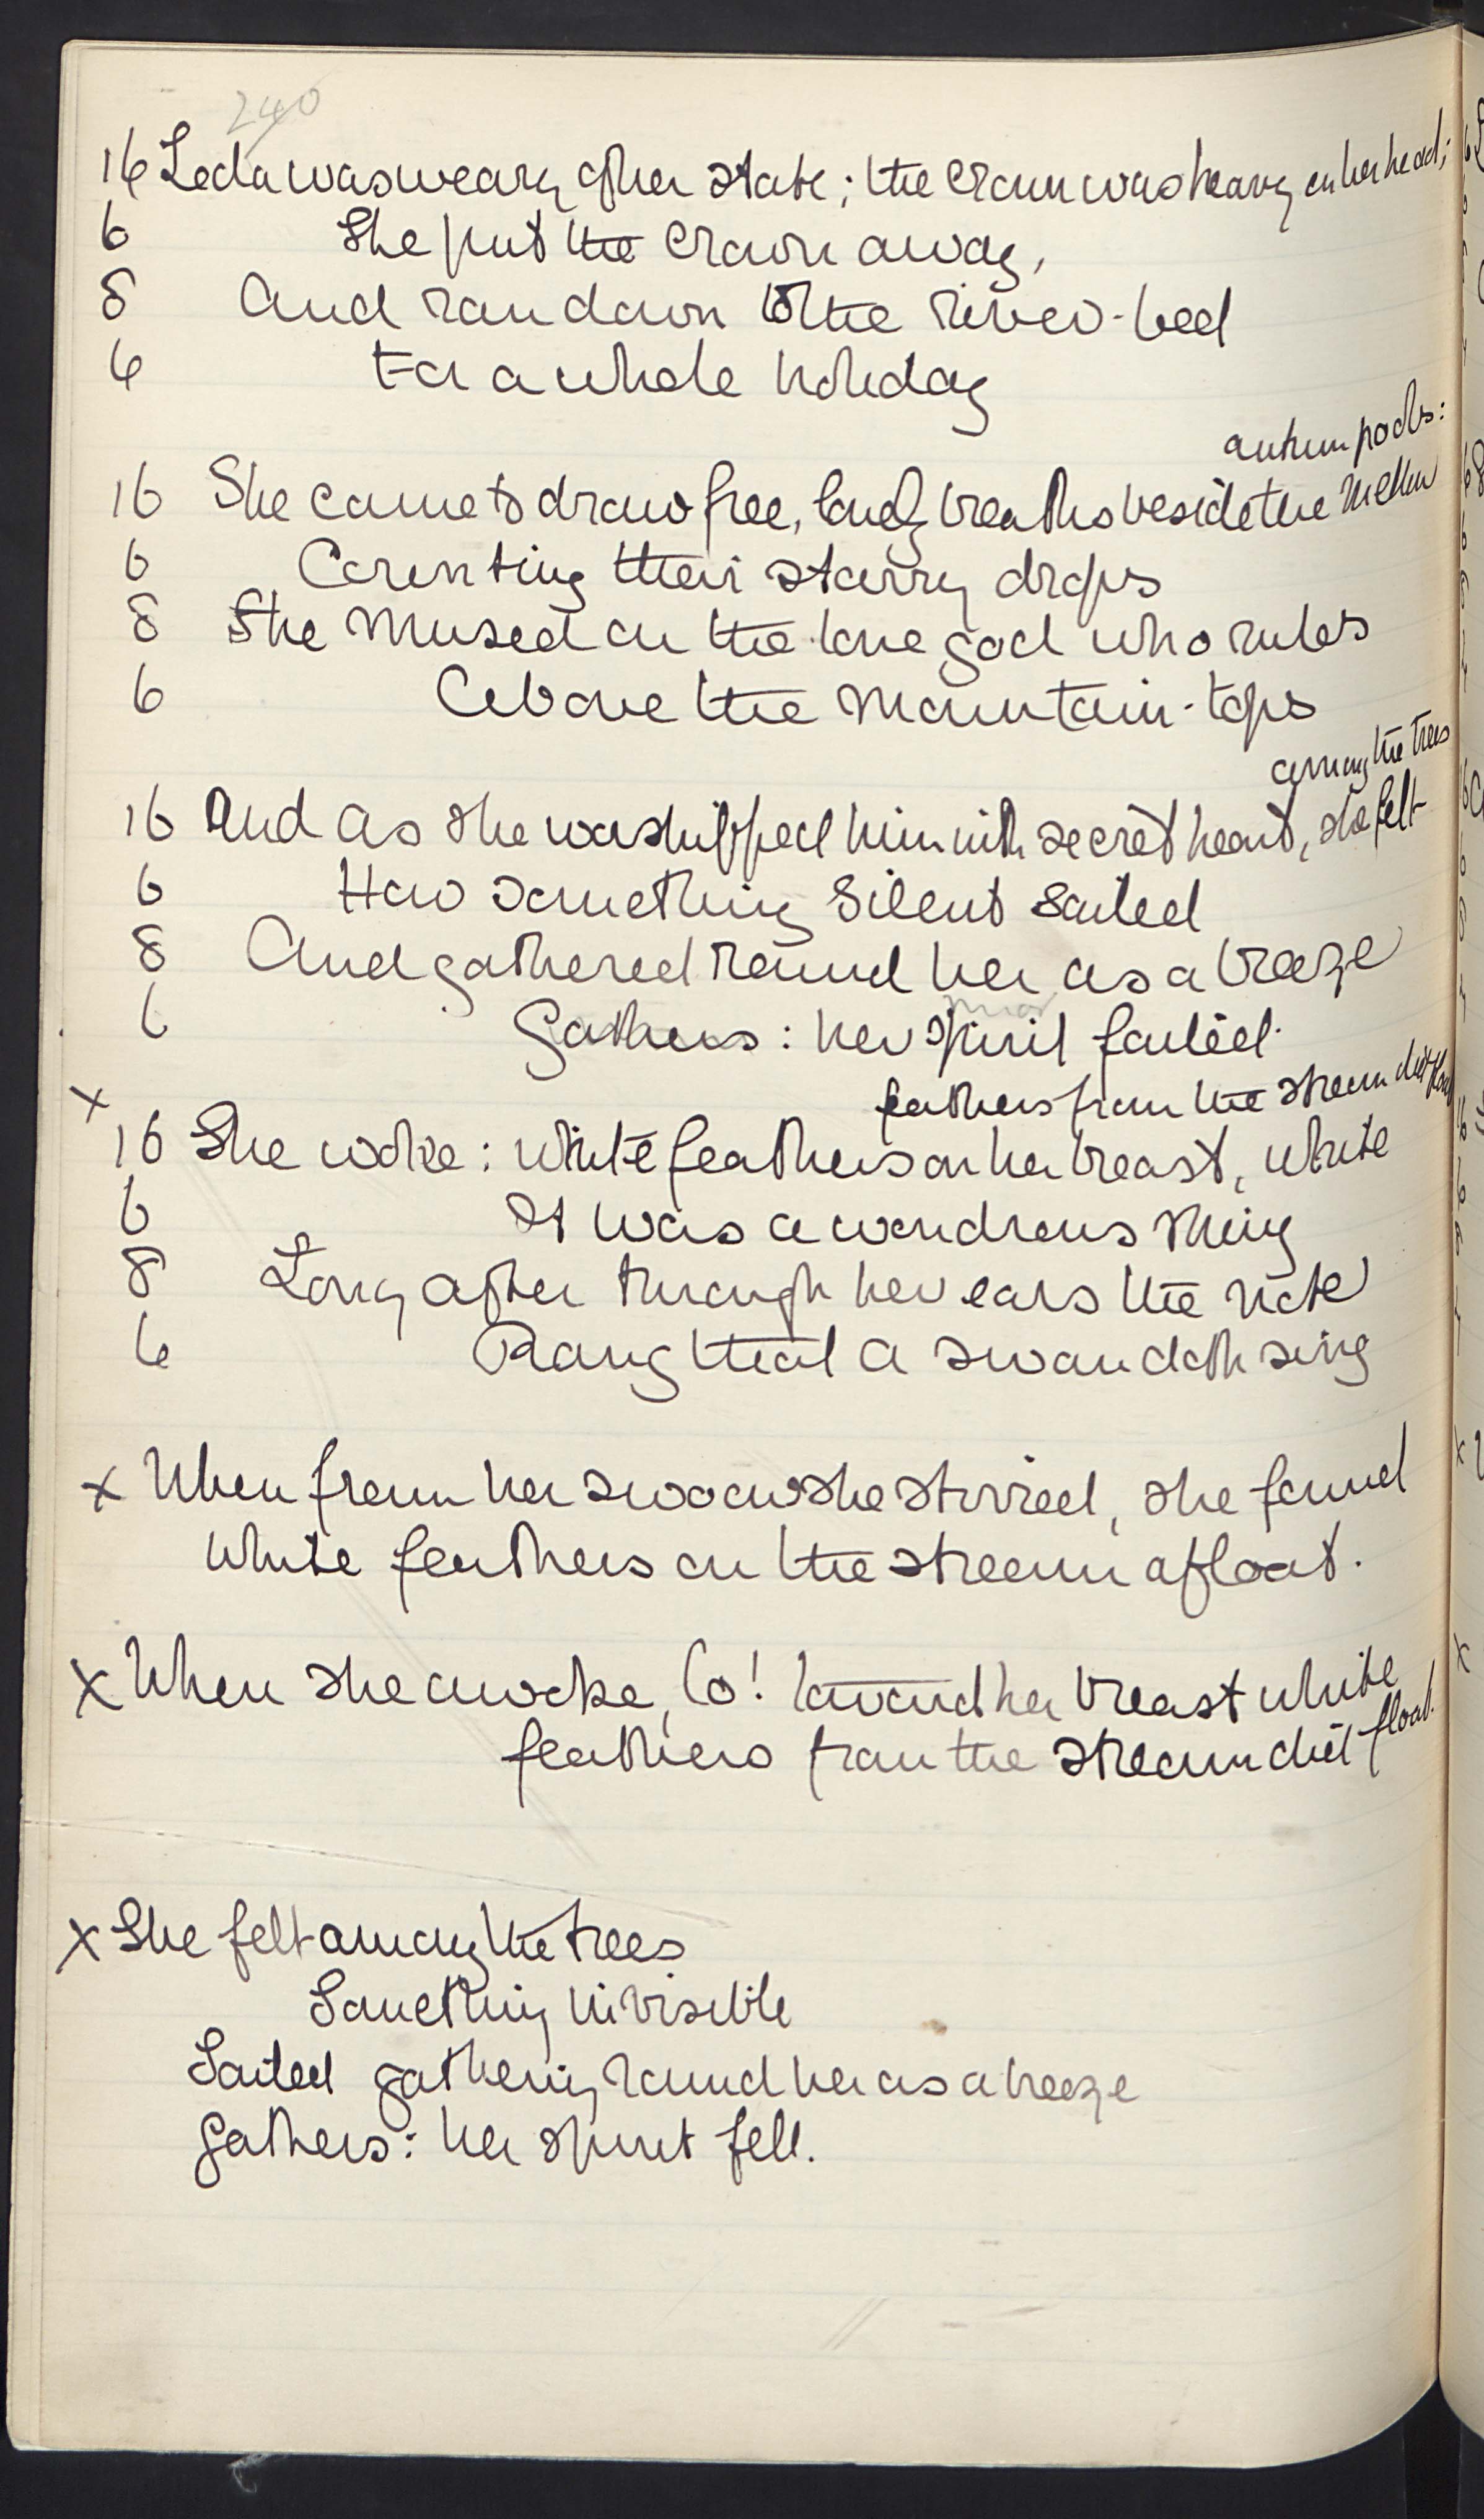 240
16 Leda was weary of her state; the crown was heavy on her head;
6 She put the crown away,
8 And ran down to the river-bed
6 For a whole holiday
autumn pods:
16 She came to draw free, lonely breaths beside the mellow
6 Counting their starry drops
8 She mused on the lone god who rules
6 Above the mountain-tops
among the trees
16 And as she worshipped him with secret heart, she felt
6 How something silent sailed
8 And gathered round her as a breeze
6 Gathers: her spirit failed.
feathers from the stream did float
x
16 She woke: white feathers on her breast, white
6 It was a wondrous thing
8 Long after through her ears the note
6 Rang that a swan doth sing
x When from her swoon she stirred, she found
White feathers on the stream afloat.
x When she awoke, lo! around her breast white
feathers from the stream did float.
x She felt among the trees
Something invisible
Sailed gathering round her as a breeze
gathers: her spirit fell.